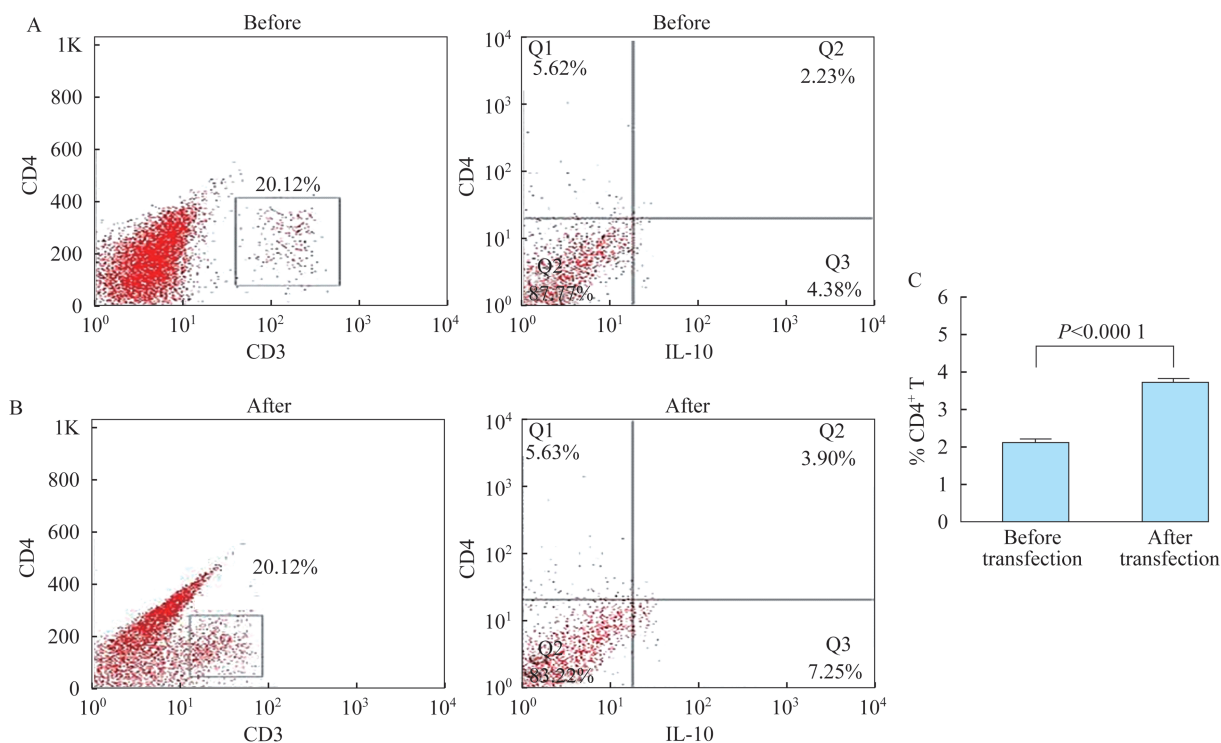 A
Before
1K
800
600
400
200
0
CD4
20.12%
10^0
10^1
10^2
10^3
10^4
CD3
Before
10^4
10^3
10^2
10^1
10^0
CD4
Q1
5.62%
Q2
2.23%
Q2
87.77%
Q3
4.38%
10^0
10^1
10^2
10^3
10^4
IL-10
B
After
1K
800
600
400
200
0
CD4
20.12%
10^0
10^1
10^2
10^3
10^4
CD3
After
10^4
10^3
10^2
10^1
10^0
CD4
Q1
5.63%
Q2
3.90%
Q2
83.22%
Q3
7.25%
10^0
10^1
10^2
10^3
10^4
IL-10
C
6
5
4
3
2
1
0
% CD4+ T
P<0.000 1
Before
transfection
After
transfection